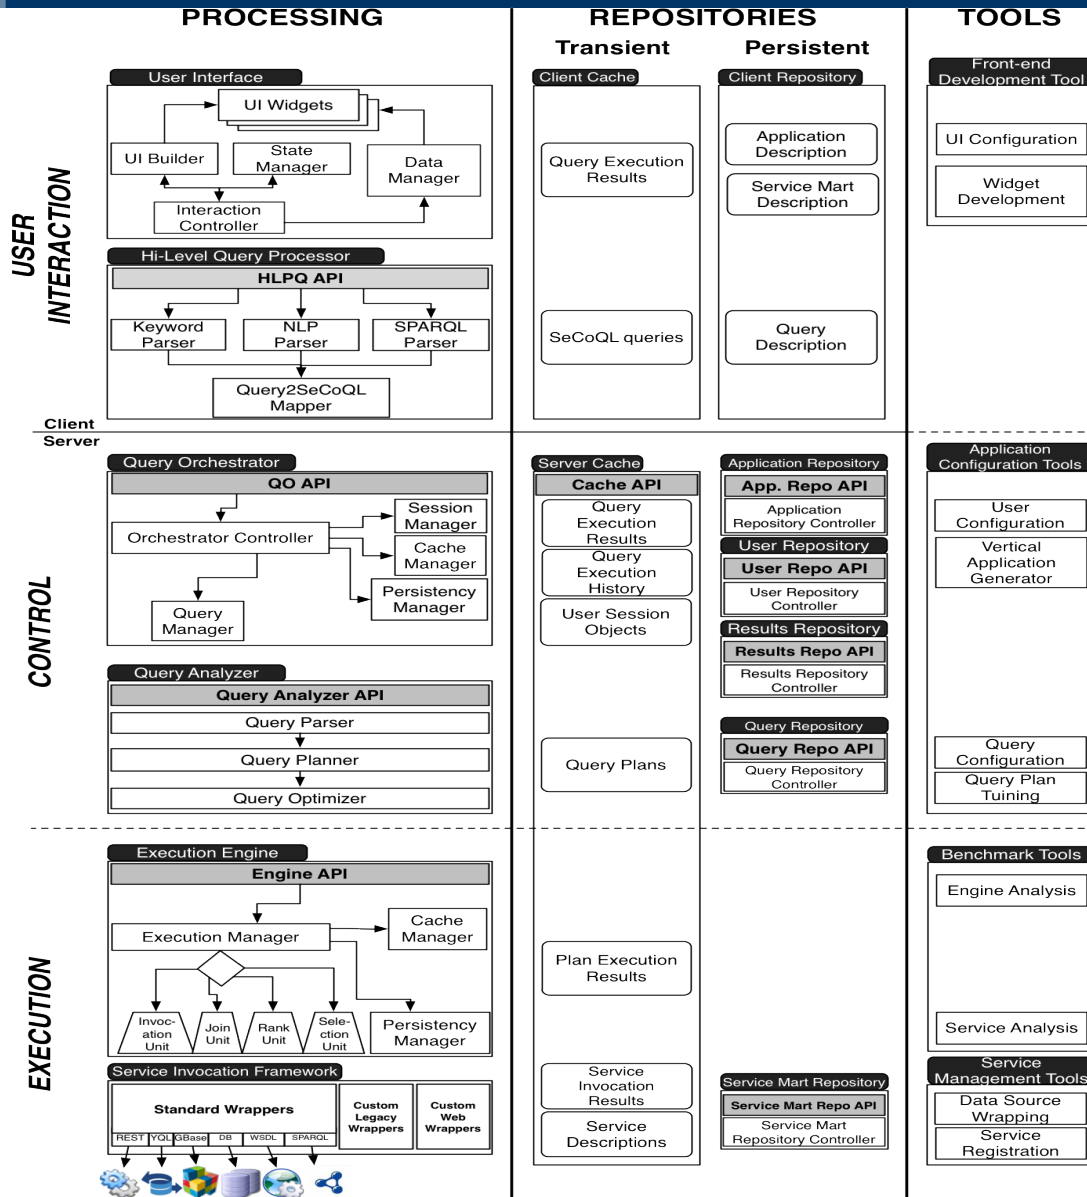 PROCESSING
REPOSITORIES
TOOLS
Transient
Persistent
USER
INTERACTION
User Interface
UI Widgets
UI Builder
State
Manager
Data
Manager
Interaction
Controller
Client Cache
Query Execution
Results
Client Repository
Application
Description
Service Mart
Description
Front-end
Development Tool
UI Configuration
Widget
Development
Hi-Level Query Processor
HLPQ API
Keyword
Parser
NLP
Parser
SPARQL
Parser
Query2SeCoQL
Mapper
SeCoQL queries
Query
Description
Client
Server
CONTROL
Query Orchestrator
QO API
Orchestrator Controller
Session
Manager
Cache
Manager
Persistency
Manager
Query
Manager
Server Cache
Cache API
Query
Execution
Results
Query
Execution
History
User Session
Objects
Application Repository
App. Repo API
Application
Repository Controller
User Repository
User Repo API
User Repository
Controller
Results Repository
Results Repo API
Results Repository
Controller
Application
Configuration Tools
User
Configuration
Vertical
Application
Generator
Query Analyzer
Query Analyzer API
Query Parser
Query Planner
Query Optimizer
Query Plans
Query Repository
Query Repo API
Query Repository
Controller
Query
Configuration
Query Plan
Tuining
EXECUTION
Execution Engine
Engine API
Execution Manager
Cache
Manager
Invoc-
ation
Unit
Join
Unit
Rank
Unit
Sele-
ction
Unit
Persistency
Manager
Plan Execution
Results
Benchmark Tools
Engine Analysis
Service Analysis
Service Invocation Framework
Standard Wrappers
REST YQL GBase DB WSDL SPARQL
Custom
Legacy
Wrappers
Custom
Web
Wrappers
Service
Invocation
Results
Service
Descriptions
Service Mart Repository
Service Mart Repo API
Service Mart
Repository Controller
Service
Management Tools
Data Source
Wrapping
Service
Registration